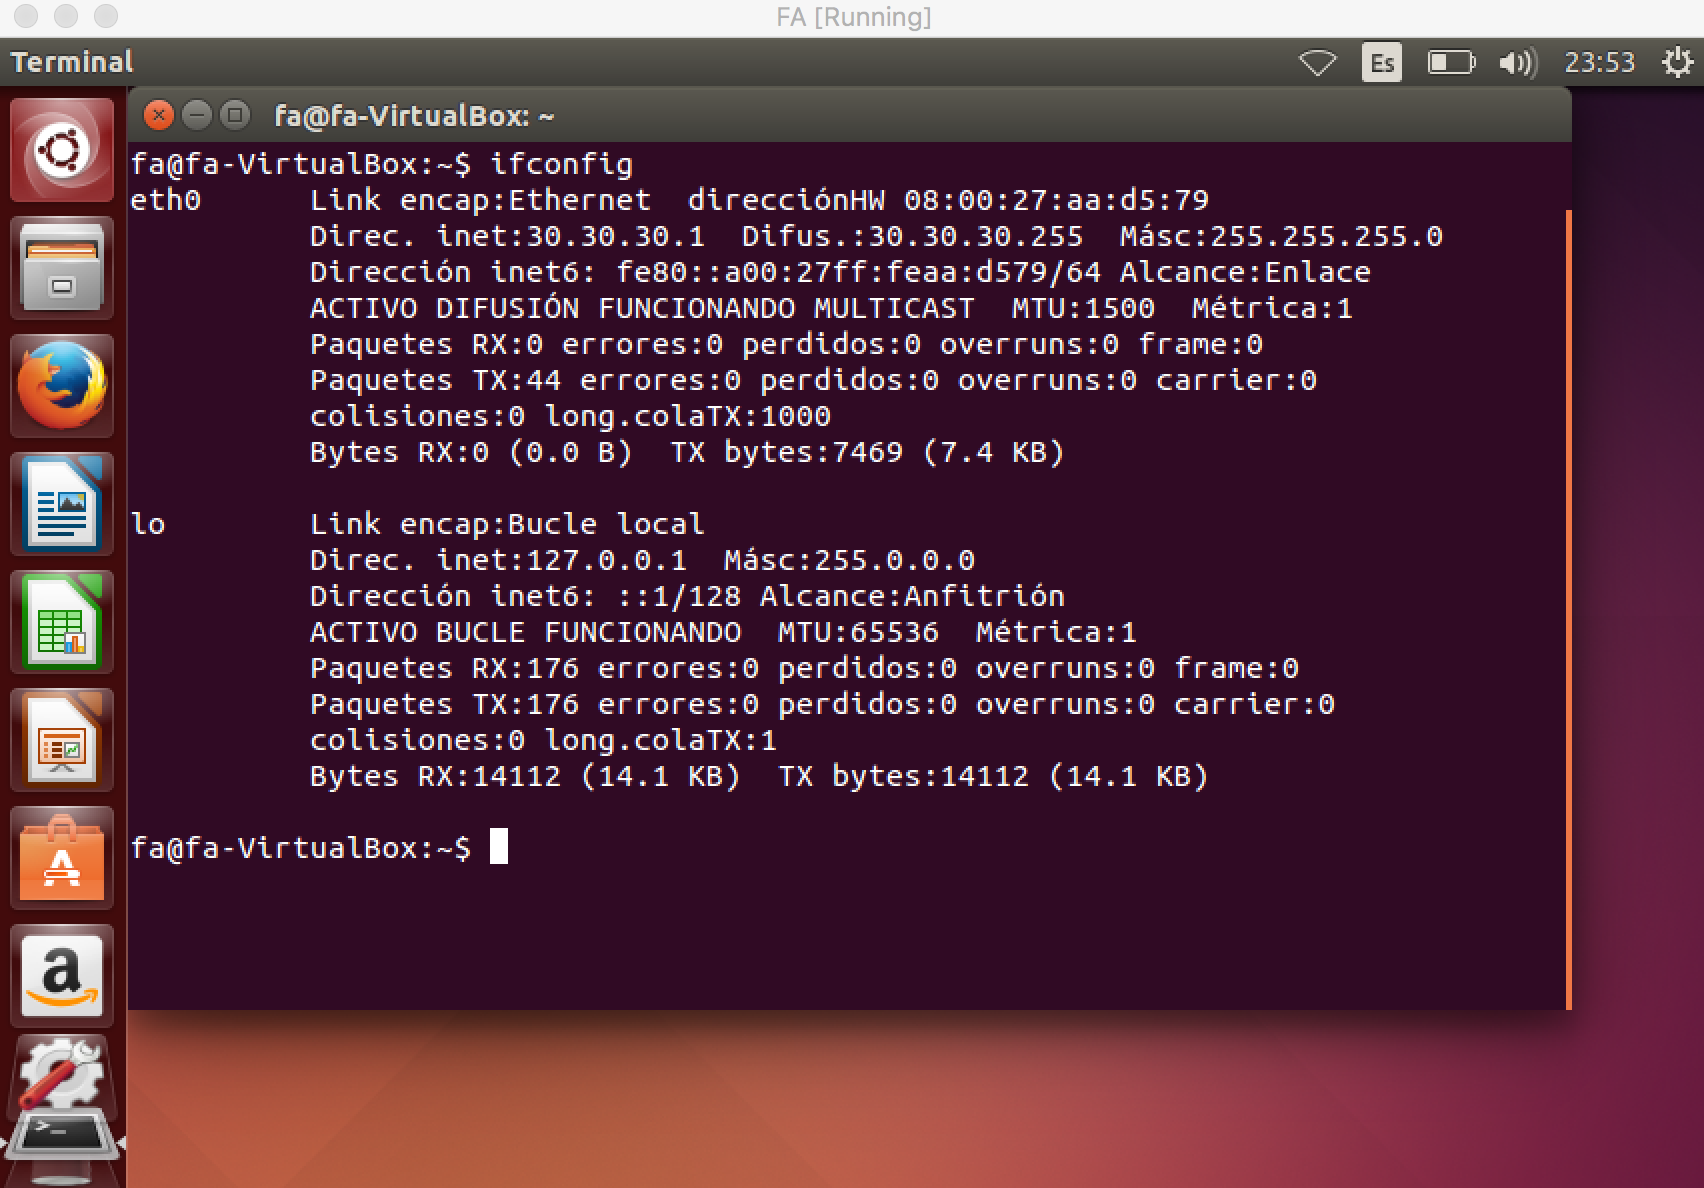 FA [Running]
Terminal
Es
23:53
fa@fa-VirtualBox: ~
fa@fa-VirtualBox:~$ ifconfig
eth0 Link encap:Ethernet direcciónHW 08:00:27:aa:d5:79
Direc. inet:30.30.30.1 Difus.:30.30.30.255 Másc:255.255.255.0
Dirección inet6: fe80::a00:27ff:feaa:d579/64 Alcance:Enlace
ACTIVO DIFUSIÓN FUNCIONANDO MULTICAST MTU:1500 Métrica:1
Paquetes RX:0 errores:0 perdidos:0 overruns:0 frame:0
Paquetes TX:44 errores:0 perdidos:0 overruns:0 carrier:0
colisiones:0 long.colaTX:1000
Bytes RX:0 (0.0 B) TX bytes:7469 (7.4 KB)
lo Link encap:Bucle local
Direc. inet:127.0.0.1 Másc:255.0.0.0
Dirección inet6: ::1/128 Alcance:Anfitrión
ACTIVO BUCLE FUNCIONANDO MTU:65536 Métrica:1
Paquetes RX:176 errores:0 perdidos:0 overruns:0 frame:0
Paquetes TX:176 errores:0 perdidos:0 overruns:0 carrier:0
colisiones:0 long.colaTX:1
Bytes RX:14112 (14.1 KB) TX bytes:14112 (14.1 KB)
fa@fa-VirtualBox:~$